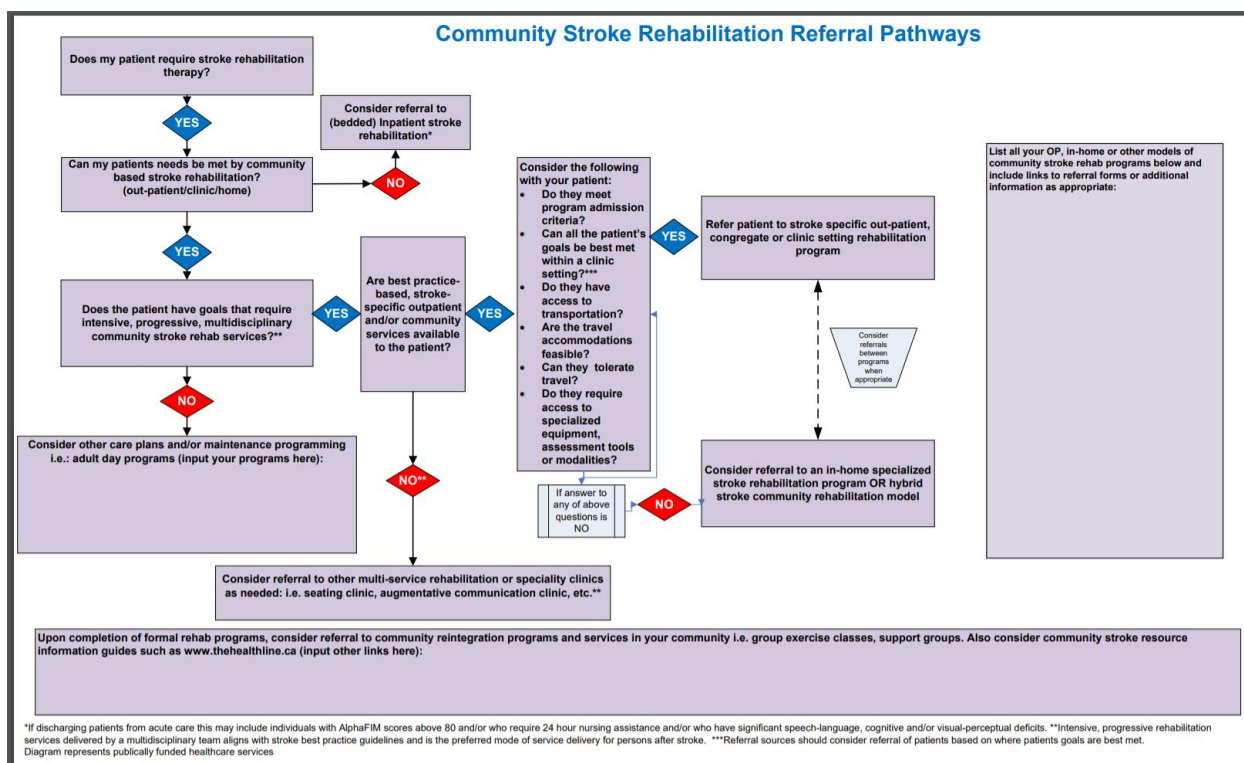 Community Stroke Rehabilitation Referral Pathways
Does my patient require stroke rehabilitation
therapy?
YES
Consider referral to
(bedded) Inpatient stroke
rehabilitation*
Can my patients needs be met by community
based stroke rehabilitation?
(out-patient/clinic/home)
NO
YES
Does the patient have goals that require
intensive, progressive, multidisciplinary
community stroke rehab services?**
YES
Are best practice-
based, stroke-
specific outpatient
and/or community
services available
to the patient?
YES
Consider the following
with your patient:
• Do they meet
program admission
criteria?
• Can all the patient's
goals be best met
within a clinic
setting?***
• Do they have
access to
transportation?
• Are the travel
accommodations
feasible?
• Can they tolerate
travel?
• Do they require
access to
specialized
equipment,
assessment tools
or modalities?
YES
Refer patient to stroke specific out-patient,
congregate or clinic setting rehabilitation
program
Consider
referrals
between
programs
when
appropriate
List all your OP, in-home or other models of
community stroke rehab programs below and
include links to referral forms or additional
information as appropriate:
NO
Consider other care plans and/or maintenance programming
i.e.: adult day programs (input your programs here):
NO**
If answer to
any of above
questions is
NO
NO
Consider referral to an in-home specialized
stroke rehabilitation program OR hybrid
stroke community rehabilitation model
Consider referral to other multi-service rehabilitation or speciality clinics
as needed: i.e. seating clinic, augmentative communication clinic, etc.**
Upon completion of formal rehab programs, consider referral to community reintegration programs and services in your community i.e. group exercise classes, support groups. Also consider community stroke resource
information guides such as www.thehealthline.ca (input other links here):
*If discharging patients from acute care this may include individuals with AlphaFIM scores above 80 and/or who require 24 hour nursing assistance and/or who have significant speech-language, cognitive and/or visual-perceptual deficits. **Intensive, progressive rehabilitation
services delivered by a multidisciplinary team aligns with stroke best practice guidelines and is the preferred mode of service delivery for persons after stroke. ***Referral sources should consider referral of patients based on where patients goals are best met.
Diagram represents publically funded healthcare services